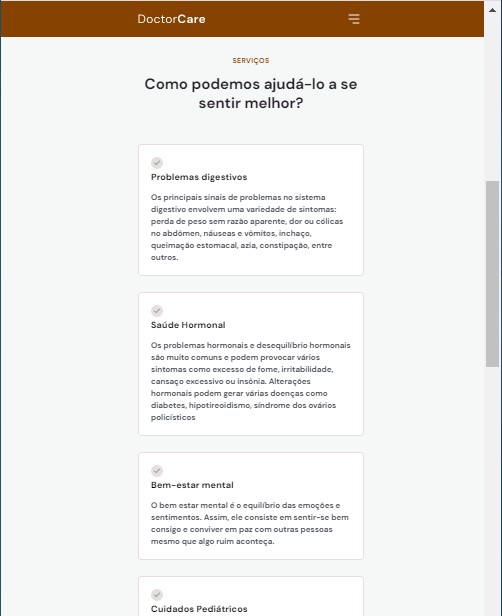 DoctorCare
SERVIÇOS
Como podemos ajudá-lo a se
sentir melhor?
Problemas digestivos
Os principais sinais de problemas no sistema
digestivo envolvem uma variedade de sintomas:
perda de peso sem razão aparente, dor ou cólicas
no abdômen, náuseas e vômitos, inchaço,
queimação estomacal, azia, constipação, entre
outros.
Saúde Hormonal
Os problemas hormonais e desequilíbrio hormonais
são muito comuns e podem provocar vários
sintomas como excesso de fome, irritabilidade,
cansaço excessivo ou insônia. Alterações
hormonais podem gerar várias doenças como
diabetes, hipotireoidismo, síndrome dos ovários
policísticos
Bem-estar mental
O bem estar mental é o equilíbrio das emoções e
sentimentos. Assim, ele consiste em sentir-se bem
consigo e conviver em paz com outras pessoas
mesmo que algo ruim aconteça.
Cuidados Pediátricos